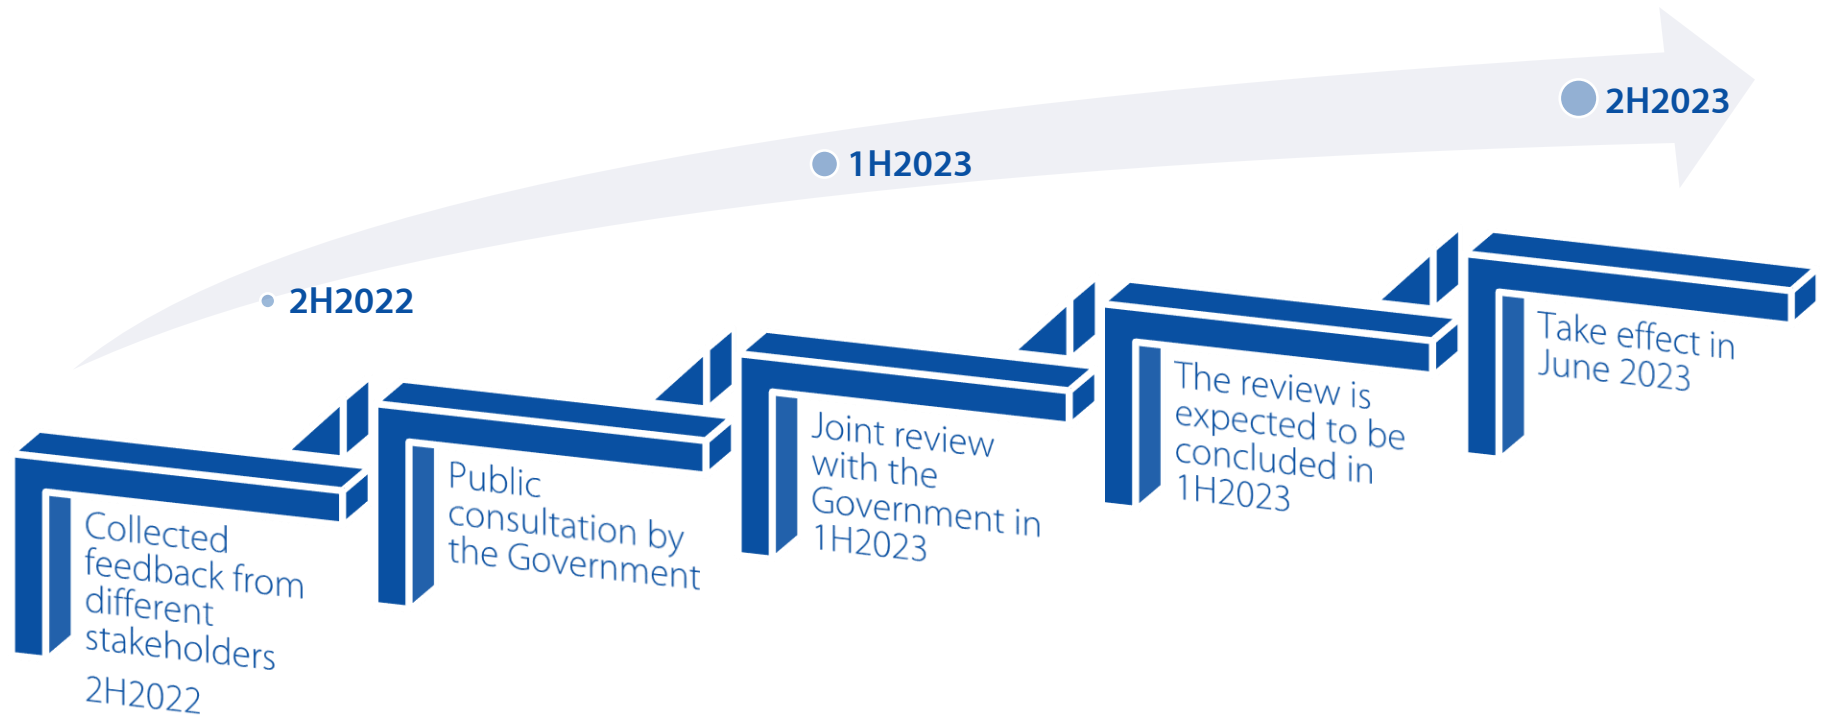 2H2022
1H2023
2H2023
Collected
feedback from
different
stakeholders
2H2022
Public
consultation by
the Government
Joint review
with the
Government in
1H2023
The review is
expected to be
concluded in
1H2023
Take effect in
June 2023